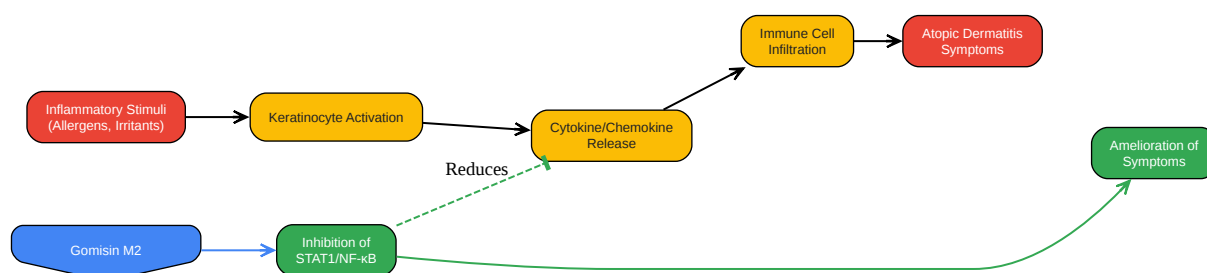 Immune Cell
Infiltration
Atopic Dermatitis
Symptoms
Inflammatory Stimuli
(Allergens, Irritants)
Keratinocyte Activation
Cytokine/Chemokine
Release
Amelioration of
Symptoms
Reduces
Gomisin M2
Inhibition of
STAT1/NF-κB